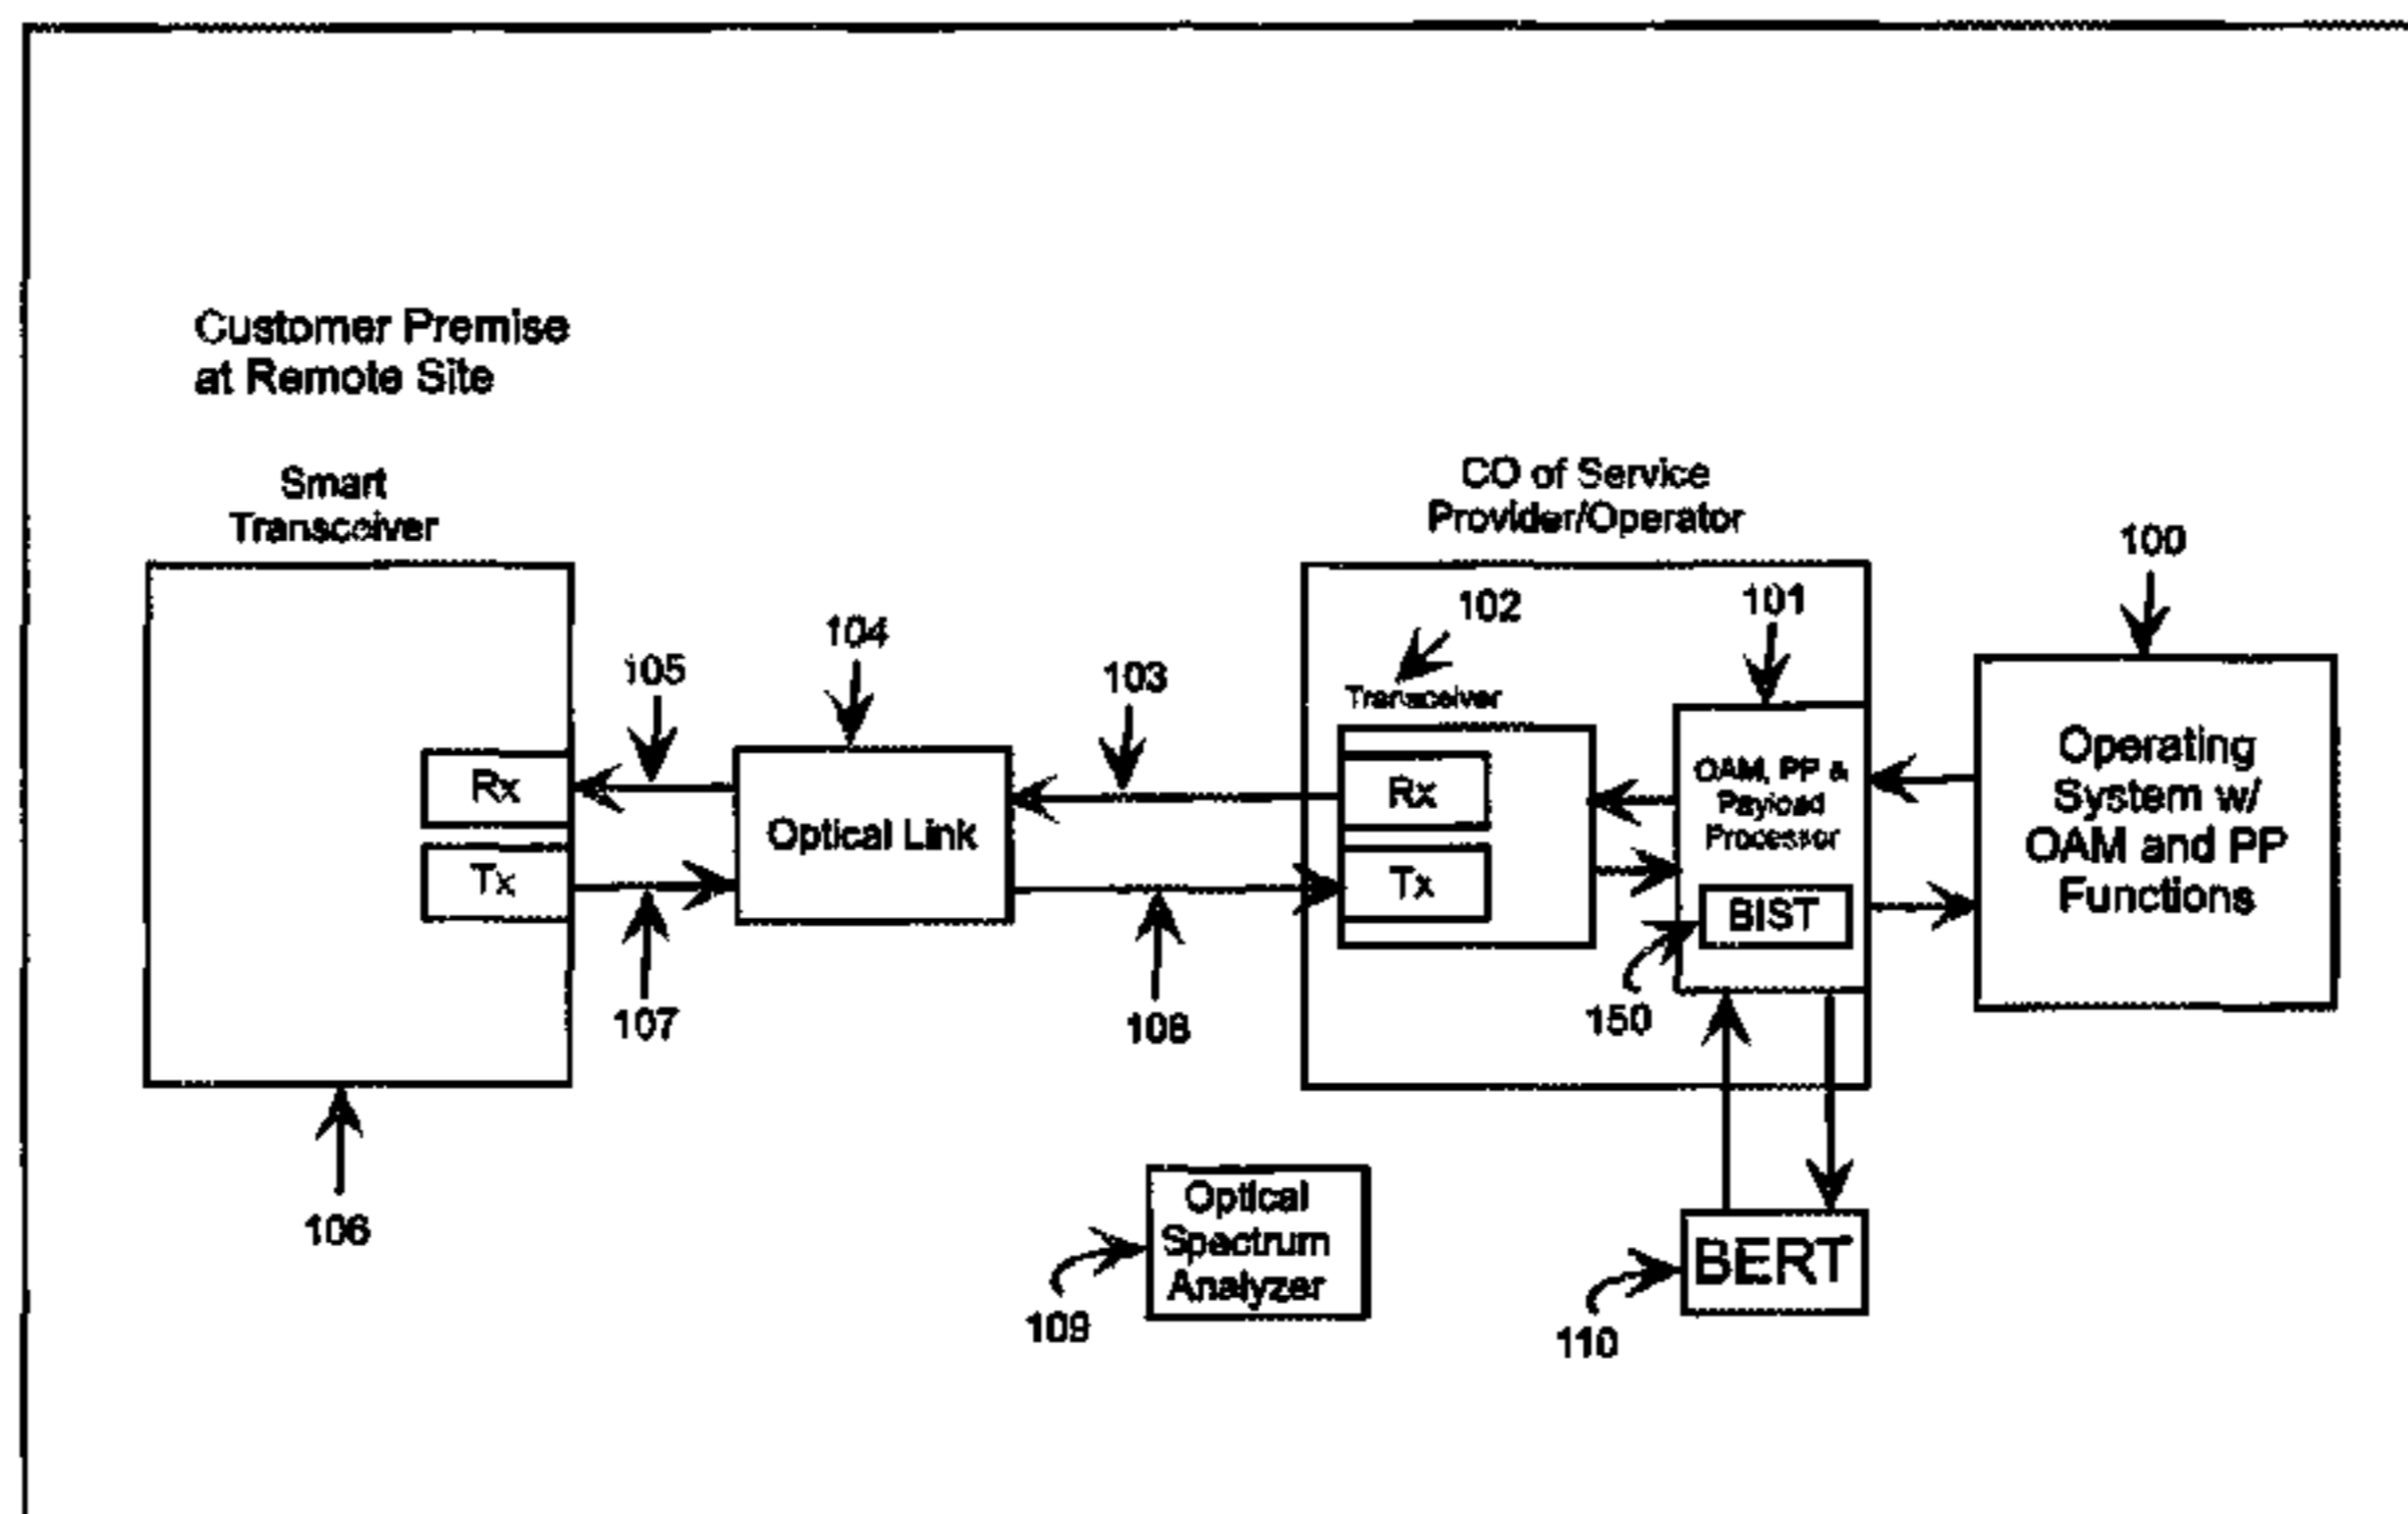 Customer Premise
at Remote Site
Smart
Transceiver
CO of Service
Provider/Operator
100
102
101
104
105
103
Transceiver
OAM, PP &
Payload
Processor
Operating
System w/
OAM and PP
Functions
Rx
Tx
Optical Link
Rx
Tx
BIST
107
108
150
106
Optical
Spectrum
Analyzer
109
BERT
110